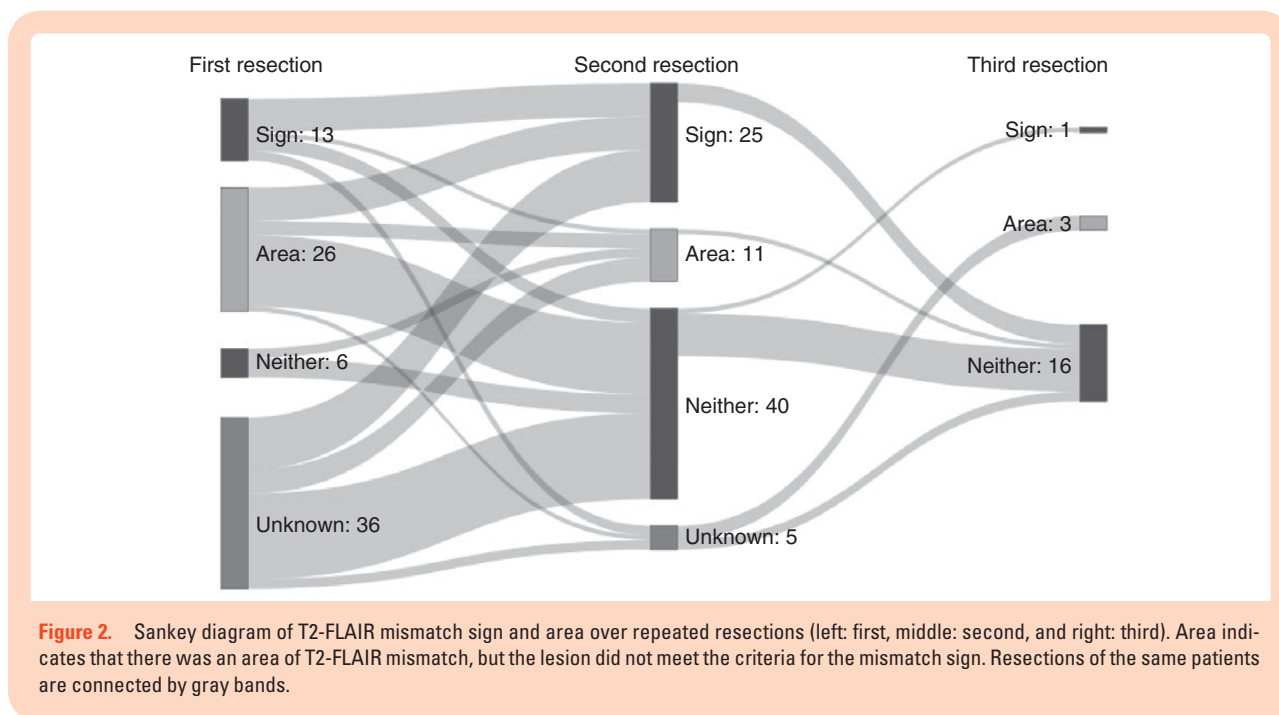 First resection
Second resection
Third resection
Sign: 13
Area: 26
Neither: 6
Unknown: 36
Sign: 25
Area: 11
Neither: 40
Unknown: 5
Sign: 1
Area: 3
Neither: 16
Figure 2. Sankey diagram of T2-FLAIR mismatch sign and area over repeated resections (left: first, middle: second, and right: third). Area indi-
cates that there was an area of T2-FLAIR mismatch, but the lesion did not meet the criteria for the mismatch sign. Resections of the same patients
are connected by gray bands.